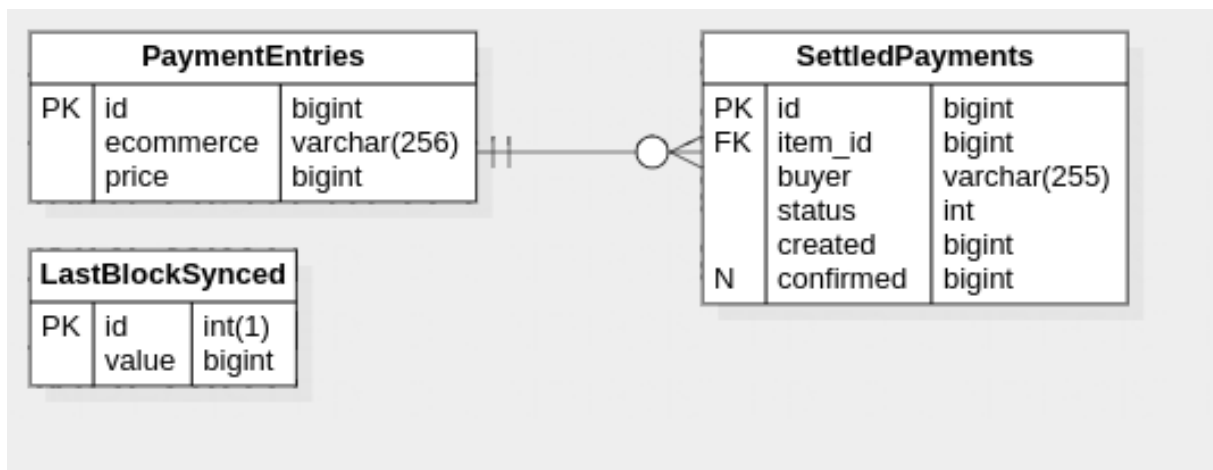 PaymentEntries
PK id bigint
ecommerce varchar(256)
price bigint
SettledPayments
PK id bigint
FK item_id bigint
buyer varchar(255)
status int
created bigint
N confirmed bigint
LastBlockSynced
PK id int(1)
value bigint